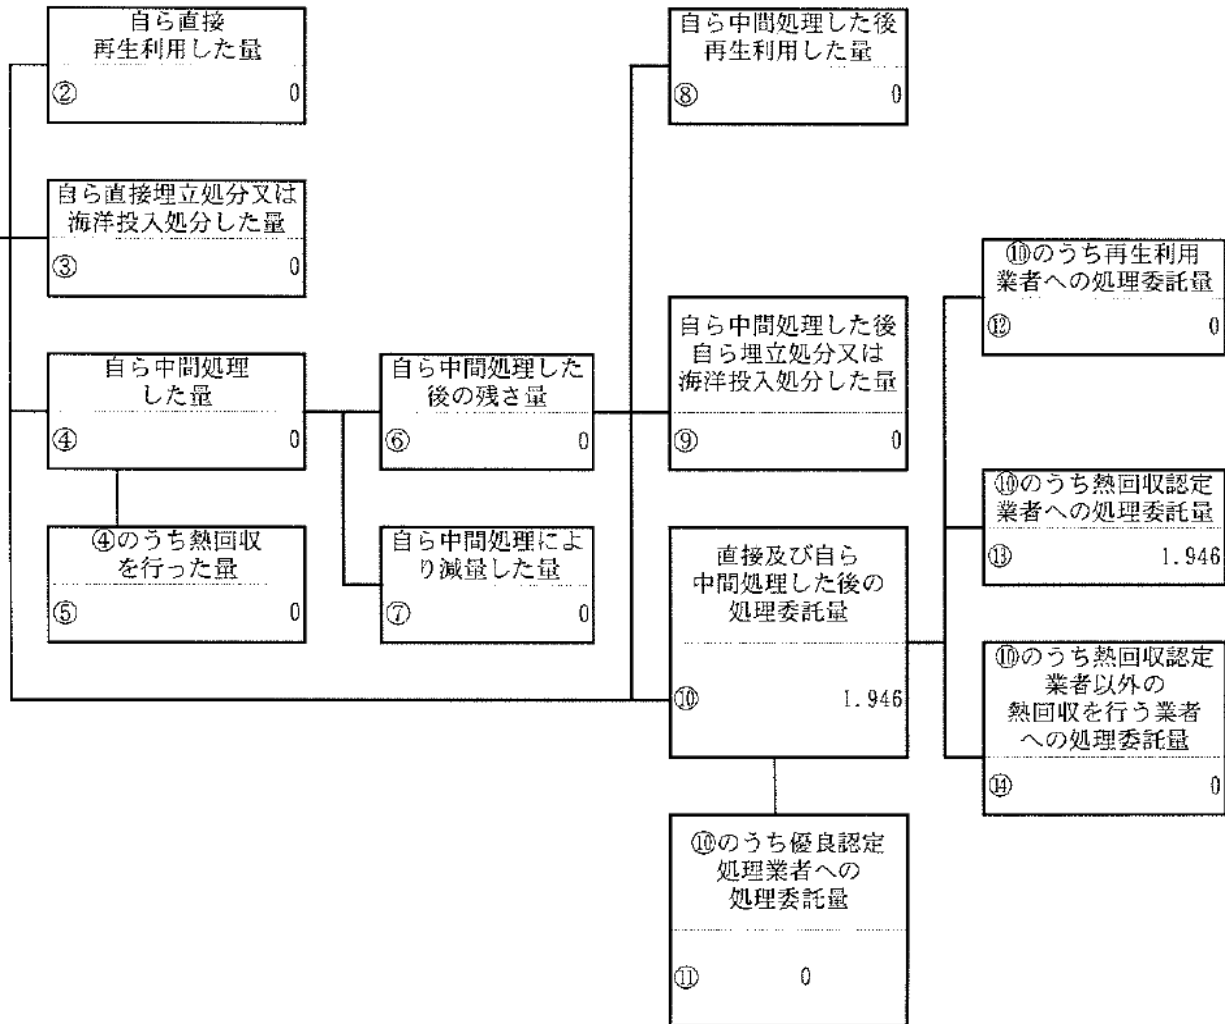 自ら直接
再生利用した量
② 0
自ら直接埋立処分又は
海洋投入処分した量
③ 0
自ら中間処理
した量
④ 0
④のうち熱回収
を行った量
⑤ 0
自ら中間処理した
後の残さ量
⑥ 0
自ら中間処理によ
り減量した量
⑦ 0
自ら中間処理した後
再生利用した量
⑧ 0
自ら中間処理した後
自ら埋立処分又は
海洋投入処分した量
⑨ 0
直接及び自ら
中間処理した後の
処理委託量
⑩ 1.946
⑩のうち優良認定
処理業者への
処理委託量
⑪ 0
⑩のうち再生利用
業者への処理委託量
⑫ 0
⑩のうち熱回収認定
業者への処理委託量
⑬ 1.946
⑩のうち熱回収認定
業者以外の
熱回収を行う業者
への処理委託量
⑭ 0